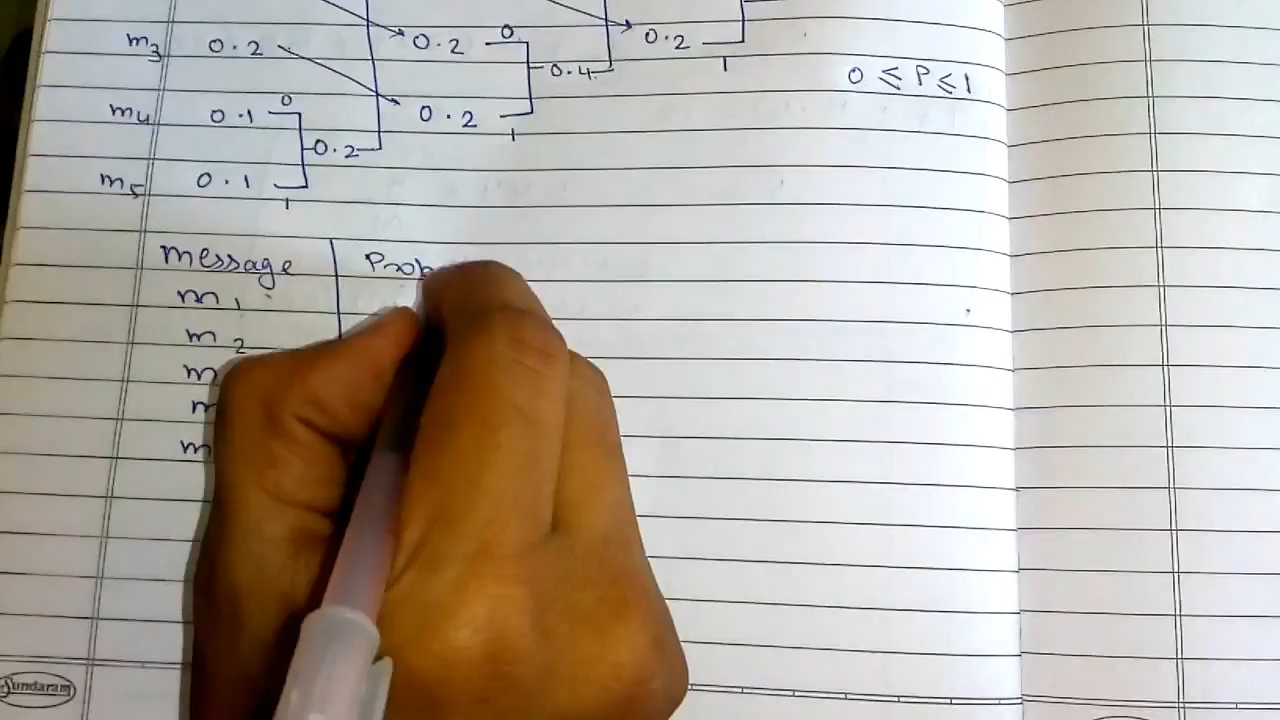 m3 0.2 0.2 0 0.2
0.4 1 0 ≤ P ≤ 1
m4 0.1 0 0.2
0.2 1
m5 0.1
1
message
m1
m2
m
m
Sundaram